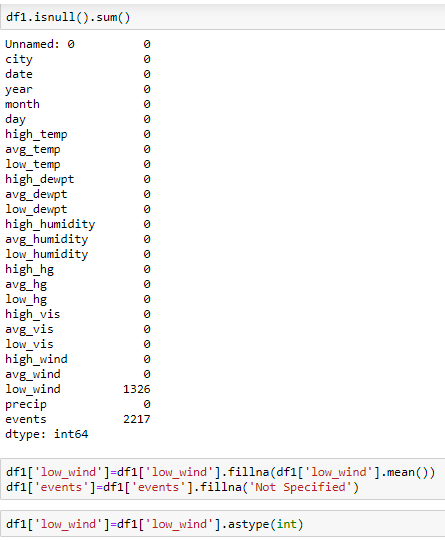 df1.isnull().sum()
Unnamed: 0 0
city 0
date 0
year 0
month 0
day 0
high_temp 0
avg_temp 0
low_temp 0
high_dewpt 0
avg_dewpt 0
low_dewpt 0
high_humidity 0
avg_humidity 0
low_humidity 0
high_hg 0
avg_hg 0
low_hg 0
high_vis 0
avg_vis 0
low_vis 0
high_wind 0
avg_wind 0
low_wind 1326
precip 0
events 2217
dtype: int64
df1['low_wind']=df1['low_wind'].fillna(df1['low_wind'].mean())
df1['events']=df1['events'].fillna('Not Specified')
df1['low_wind']=df1['low_wind'].astype(int)